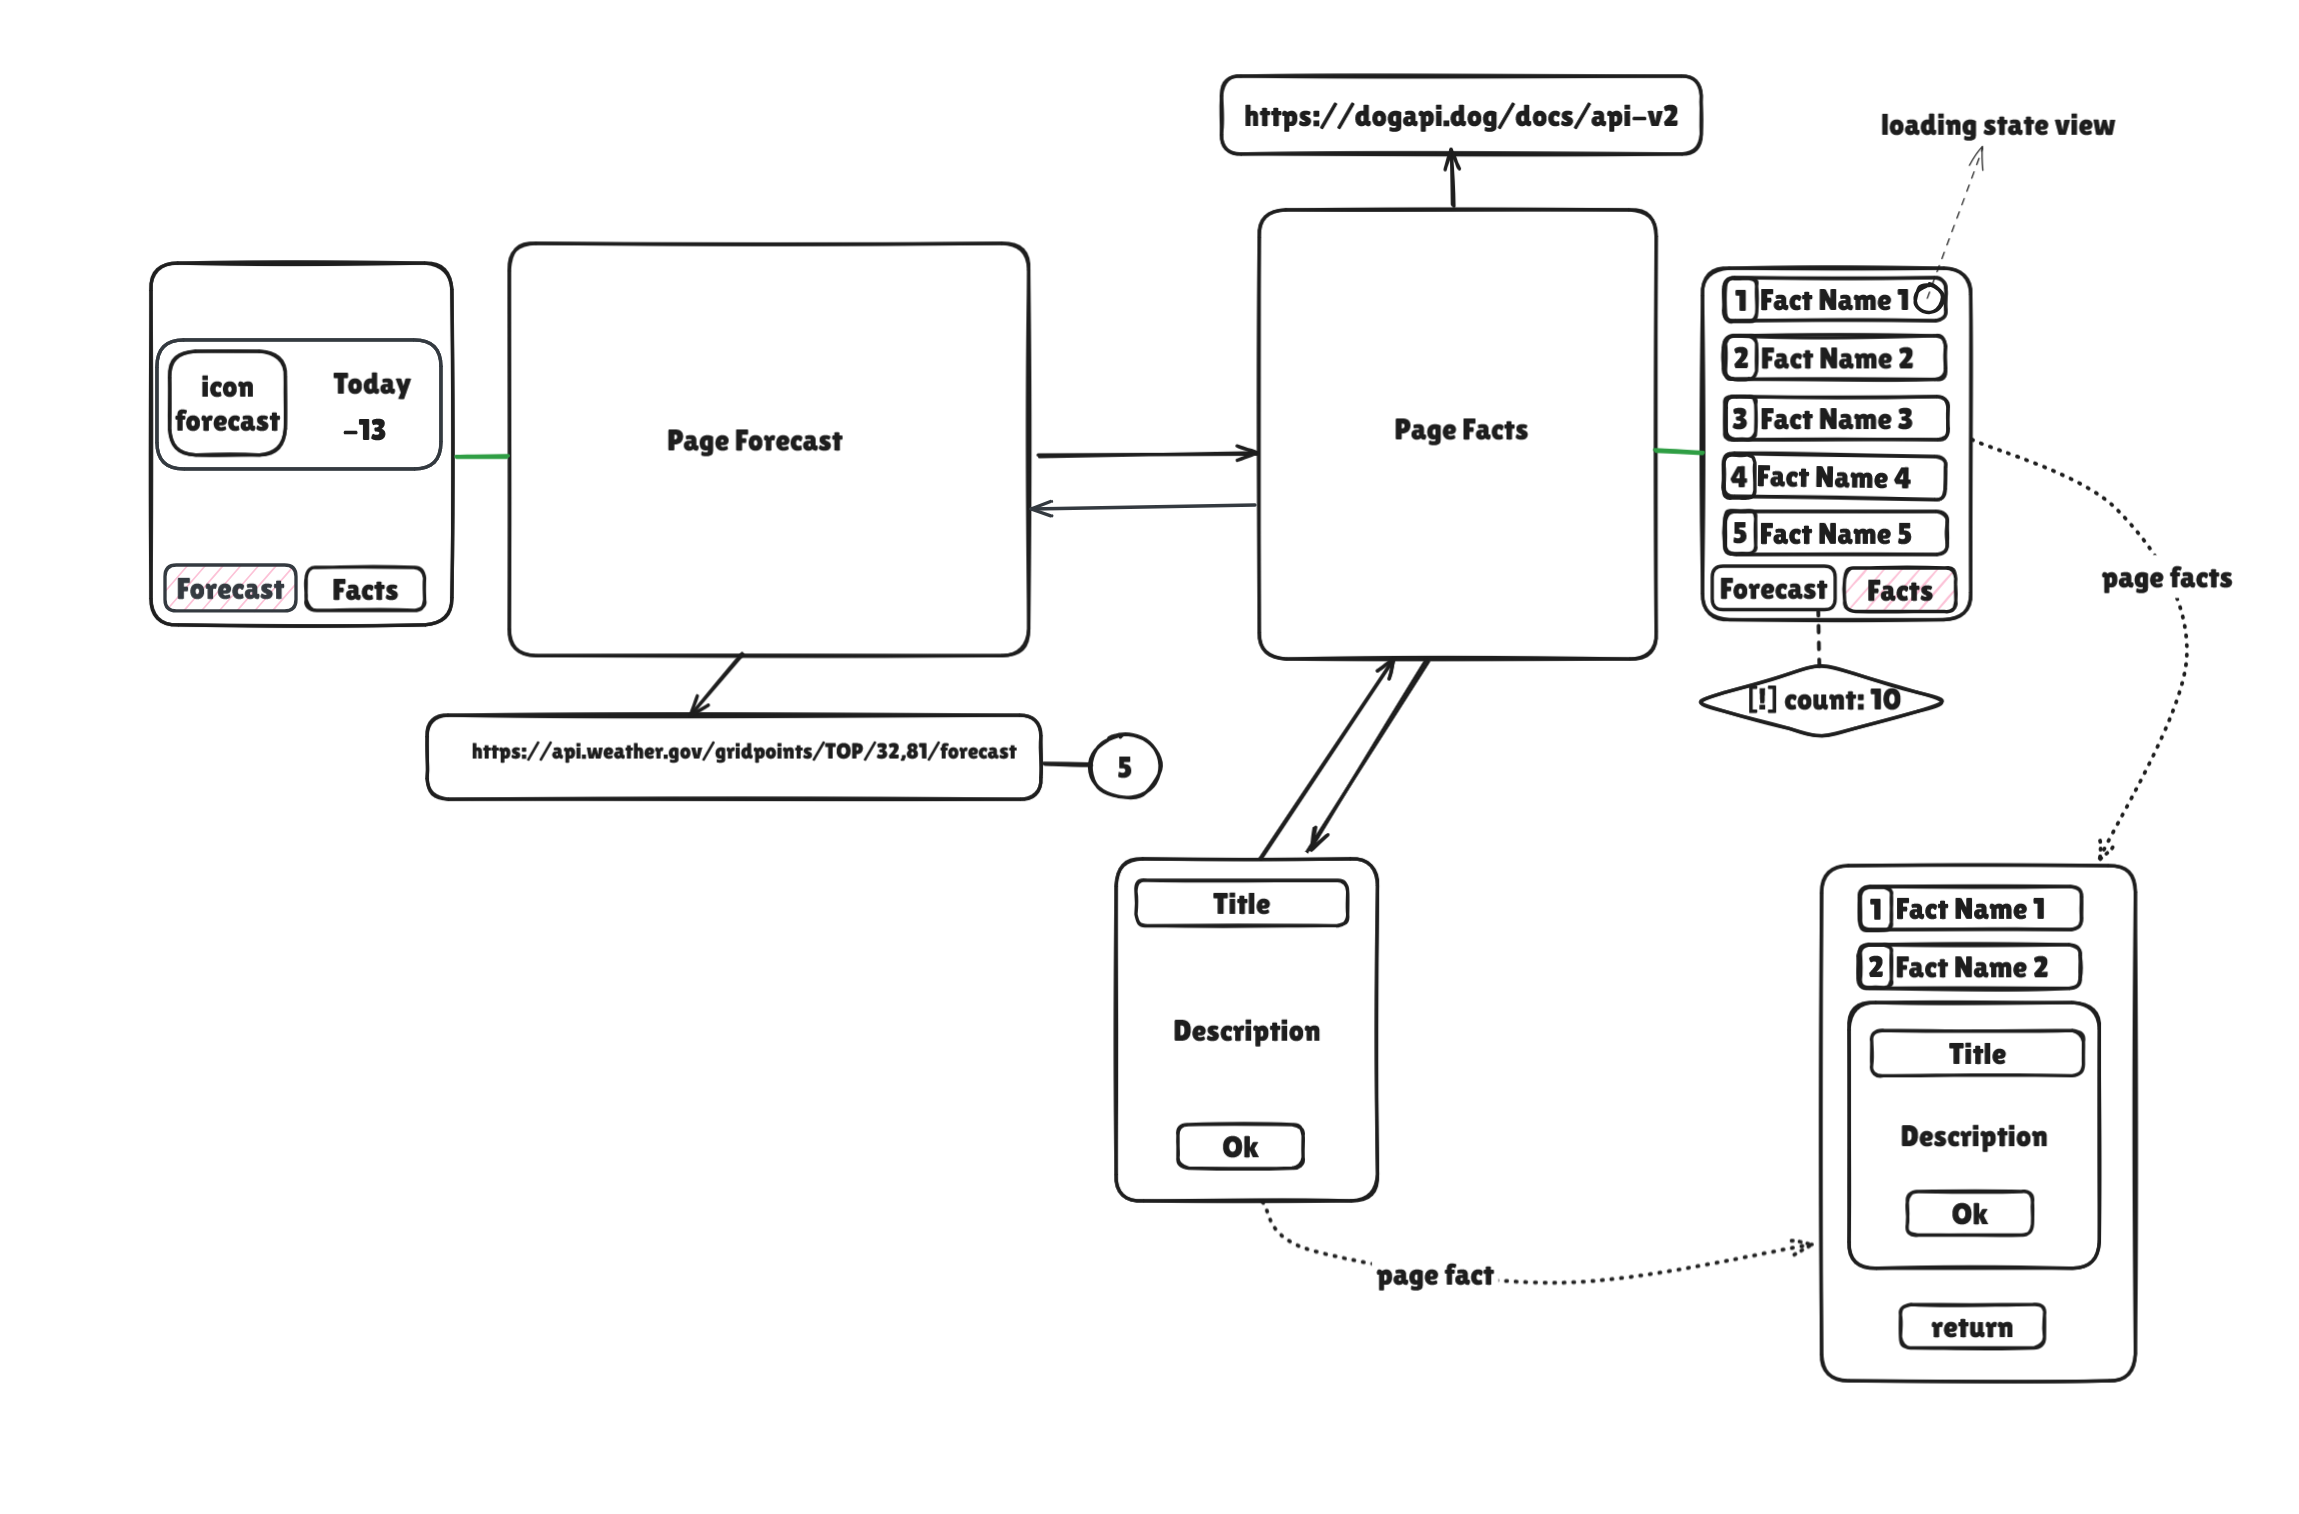 https://dogapi.dog/docs/api-v2
loading state view
icon
forecast
Today
-13
Forecast
Facts
Page Forecast
Page Facts
1 Fact Name 1
2 Fact Name 2
3 Fact Name 3
4 Fact Name 4
5 Fact Name 5
Forecast
Facts
page facts
[!] count: 10
https://api.weather.gov/gridpoints/TOP/32,81/forecast
5
Title
Description
Ok
page fact
1 Fact Name 1
2 Fact Name 2
Title
Description
Ok
return